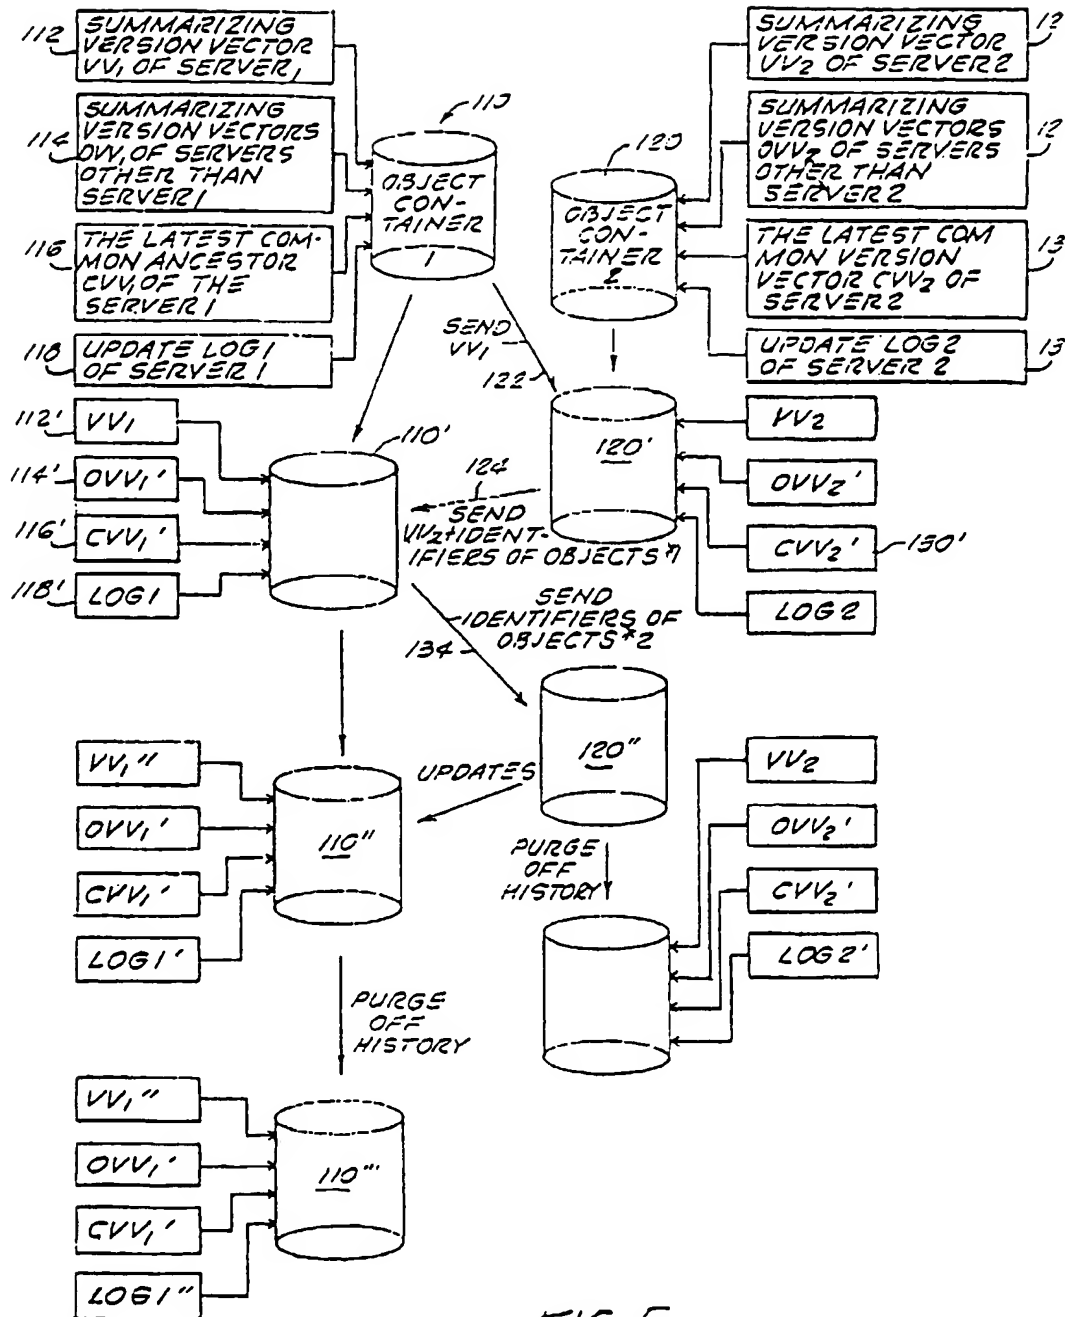 112
SUMMARIZING
VERSION VECTOR
VV1 OF SERVER1
114
SUMMARIZING
VERSION VECTORS
OVV1 OF SERVERS
OTHER THAN
SERVER1
116
THE LATEST COM-
MON ANCESTOR
CVV1 OF THE
SERVER1
118
UPDATE LOG1
OF SERVER1
110
OBJECT
CON-
TAINER
1
120
OBJECT
CON-
TAINER
2
SUMMARIZING
VERSION VECTOR
VV2 OF SERVER2
12
SUMMARIZING
VERSION VECTORS
OVV2 OF SERVERS
OTHER THAN
SERVER2
12
THE LATEST COM
MON VERSION
VECTOR CVV2 OF
SERVER2
13
UPDATE LOG2
OF SERVER 2
13
SEND
VV1
122
112'
VV1
114'
OVV1'
116'
CVV1'
118'
LOG1
110'
120'
VV2
OVV2'
CVV2'
130'
LOG2
124
SEND
VV2+IDENT-
IFIERS OF OBJECTS*1
SEND
IDENTIFIERS OF
OBJECTS*2
134
VV1"
OVV1'
CVV1'
LOG1'
110"
UPDATES
120"
PURGE
OFF
HISTORY
VV2
OVV2'
CVV2'
LOG2'
PURGE
OFF
HISTORY
VV1"
OVV1'
CVV1'
LOG1"
110'''